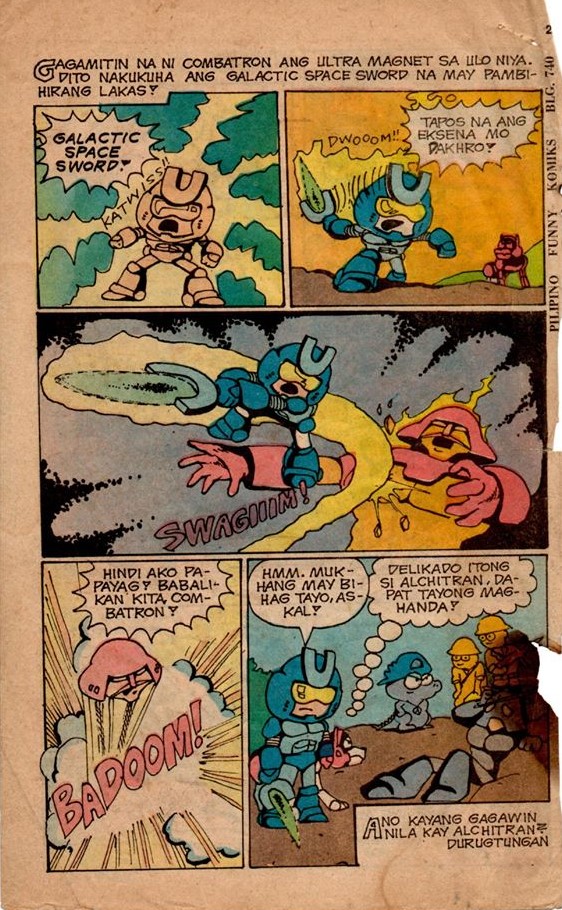 GAGAMITIN NA NI COMBATRON ANG ULTRA MAGNET SA ULO NIYA.
DITO NAKUKUHA ANG GALACTIC SPACE SWORD NA MAY PAMBI-
HIRANG LAKAS!
GALACTIC
SPACE
SWORD!
KATWISS!!
DWOOOM!!
TAPOS NA ANG
EKSENA MO
DAKHRO!
SWAGIIIM!
HINDI AKO PA-
PAYAG! BABALI-
KAN KITA, COM-
BATRON!
BADOOM!
HMM. MUK-
HANG MAY BI-
HAG TAYO, AS-
KAL!
DELIKADO ITONG
SI ALCHITRAN, DA-
PAT TAYONG MAG-
HANDA!
ANO KAYANG GAGAWIN
NILA KAY ALCHITRAN?
DURUGTUNGAN
PILIPINO FUNNY KOMIKS BLG. 740
2